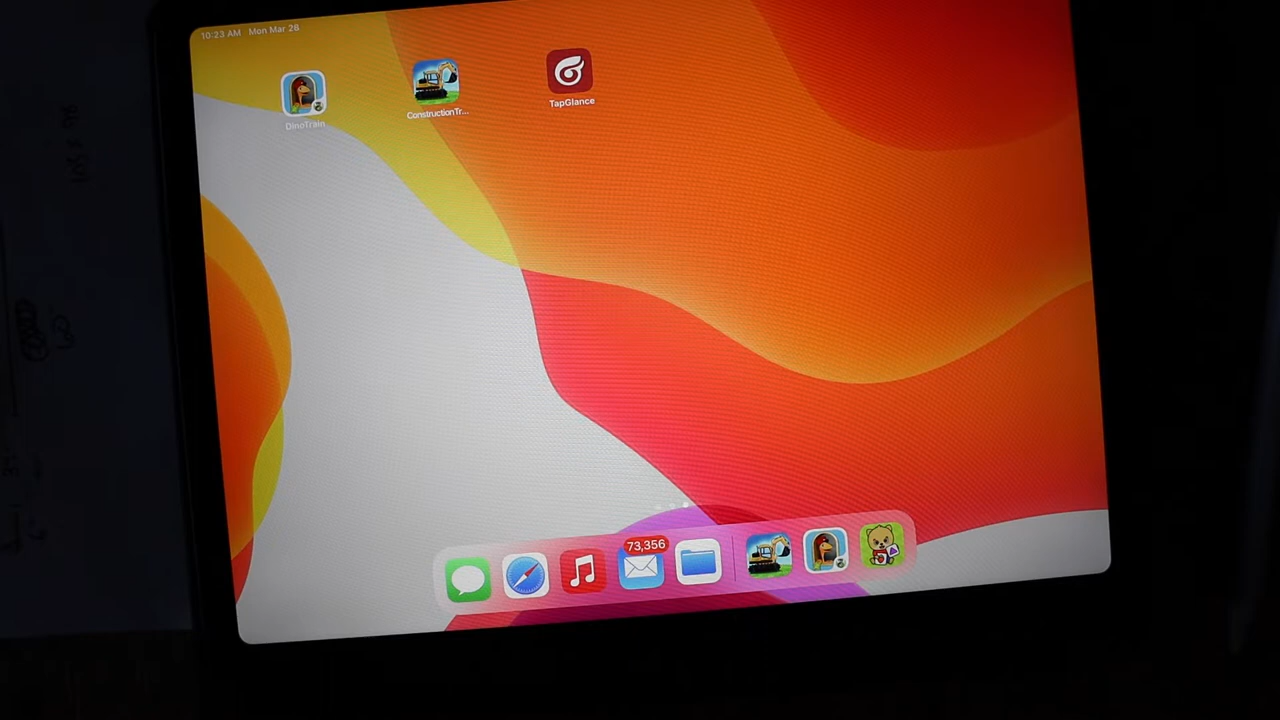 10:23 AM Mon Mar 28
DinoTrain
ConstructionTr...
TapGlance
73,356